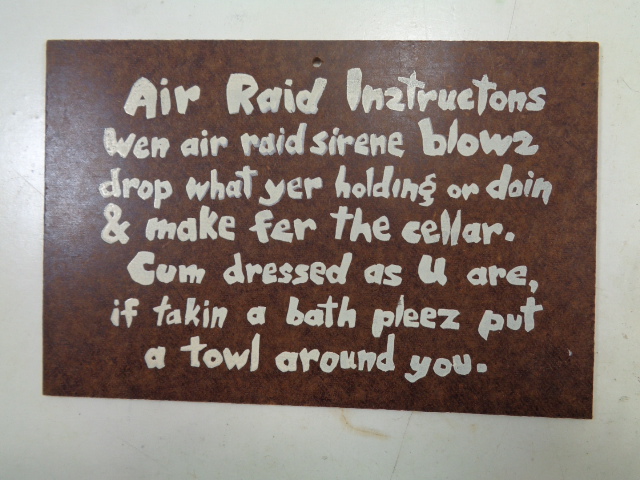 Air Raid Inztructons
Wen air raid sirene blowz
drop what yer holding or doin
& make fer the cellar.
Cum dressed as U are,
if takin a bath pleez put
a towl around you.